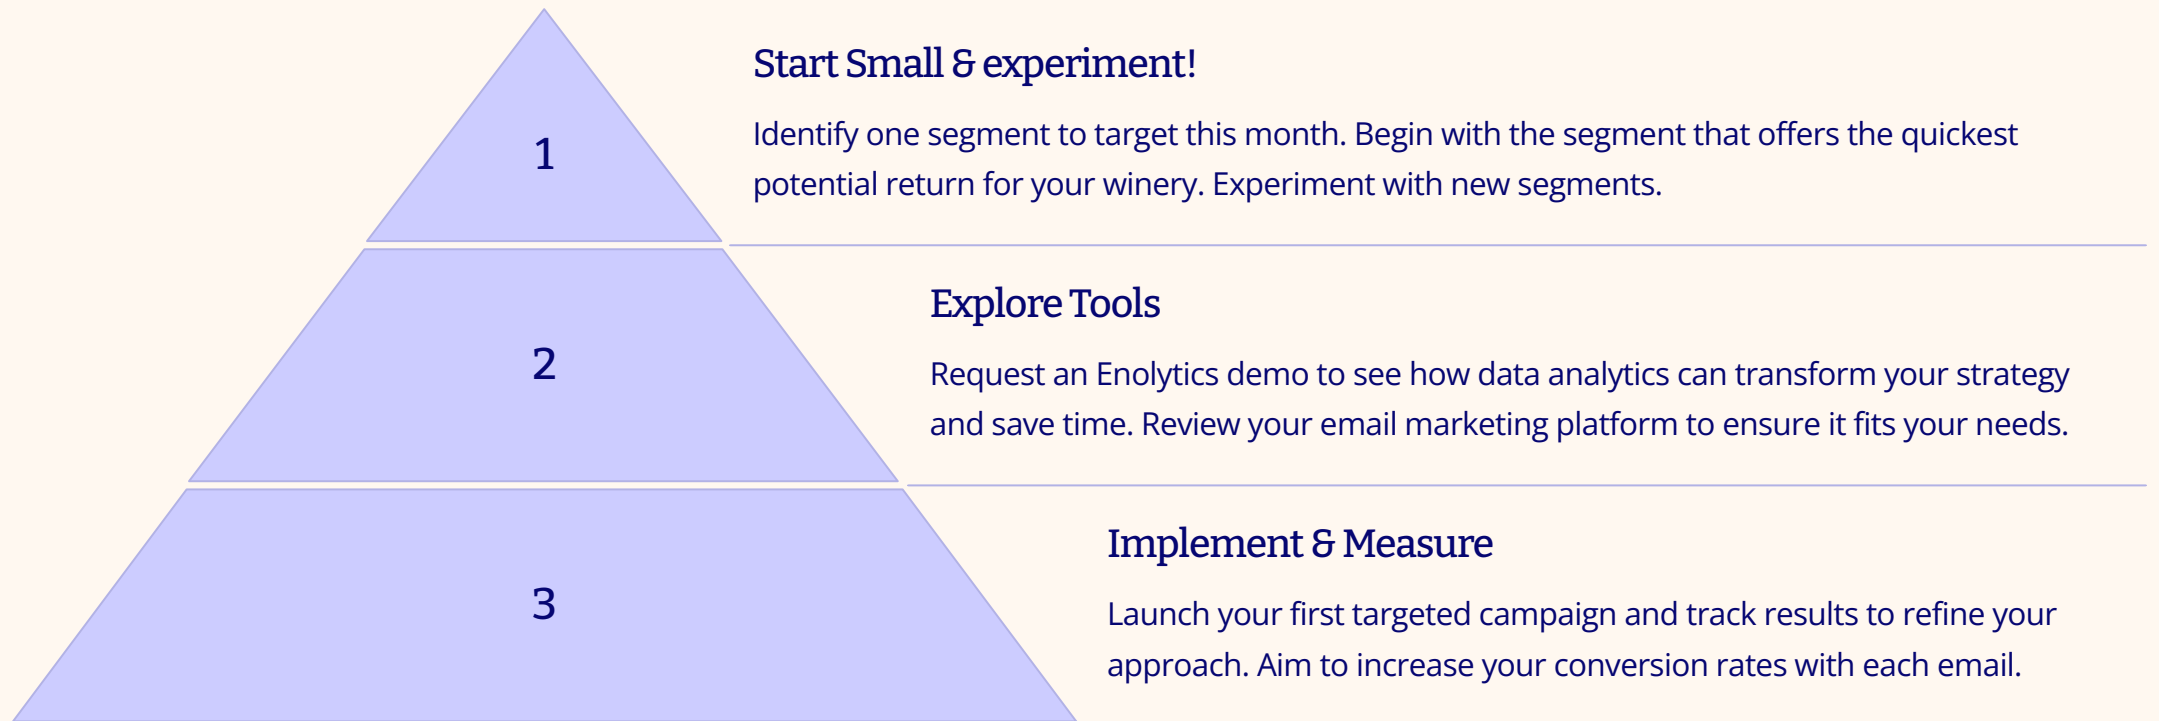 Start Small & experiment!
1
Identify one segment to target this month. Begin with the segment that offers the quickest
potential return for your winery. Experiment with new segments.
Explore Tools
2
Request an Enolytics demo to see how data analytics can transform your strategy
and save time. Review your email marketing platform to ensure it fits your needs.
Implement & Measure
3
Launch your first targeted campaign and track results to refine your
approach. Aim to increase your conversion rates with each email.